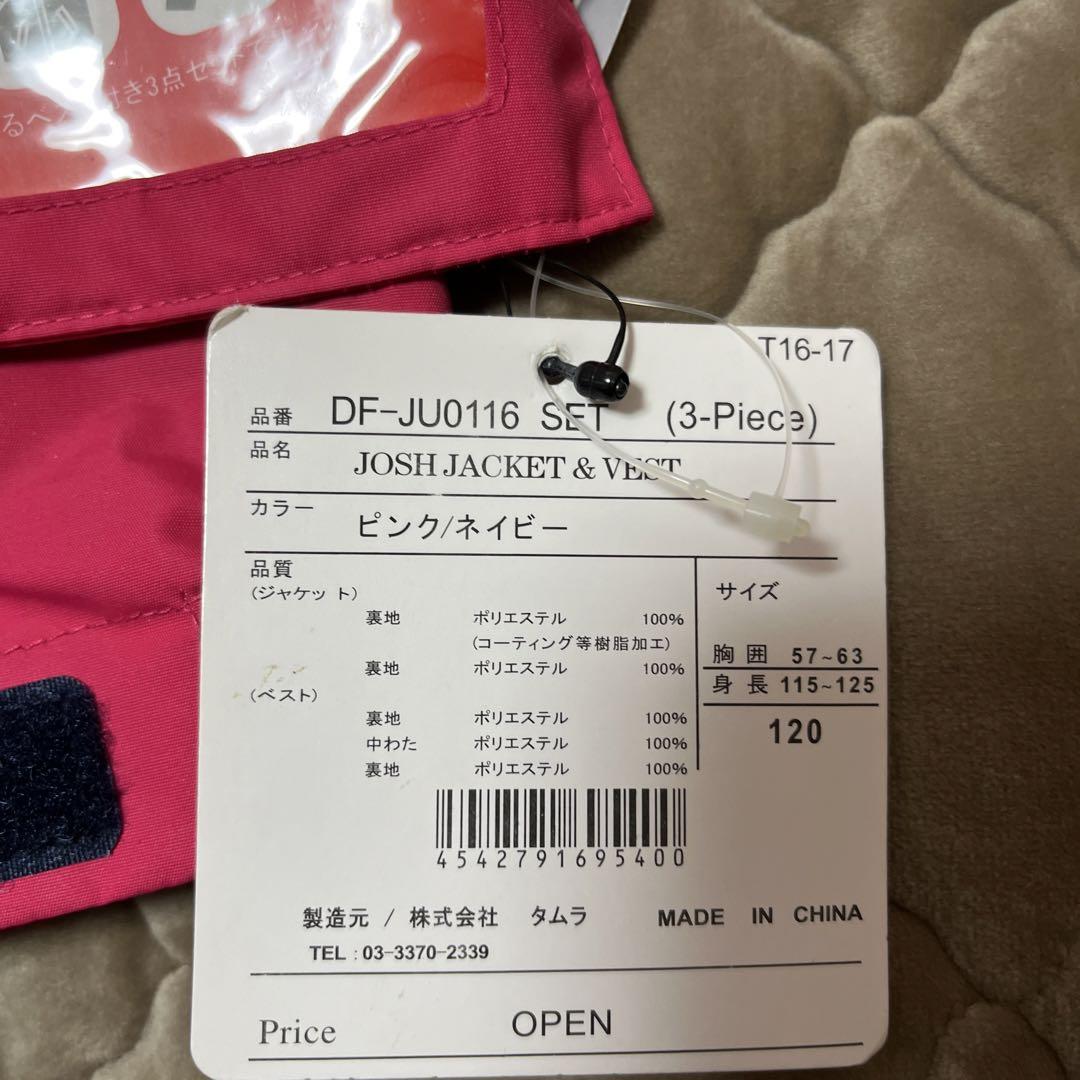 き3点セット
T16-17
品番 DF-JU0116 SET (3-Piece)
品名 JOSH JACKET & VEST
カラー ピンク/ネイビー
品質
(ジャケット)
裏地 ポリエステル 100%
(コーティング等樹脂加工)
裏地 ポリエステル 100%
(ベスト)
裏地 ポリエステル 100%
中わた ポリエステル 100%
裏地 ポリエステル 100%
サイズ
胸囲 57~63
身長 115~125
120
4542791695400
製造元 / 株式会社 タムラ MADE IN CHINA
TEL : 03-3370-2339
Price OPEN